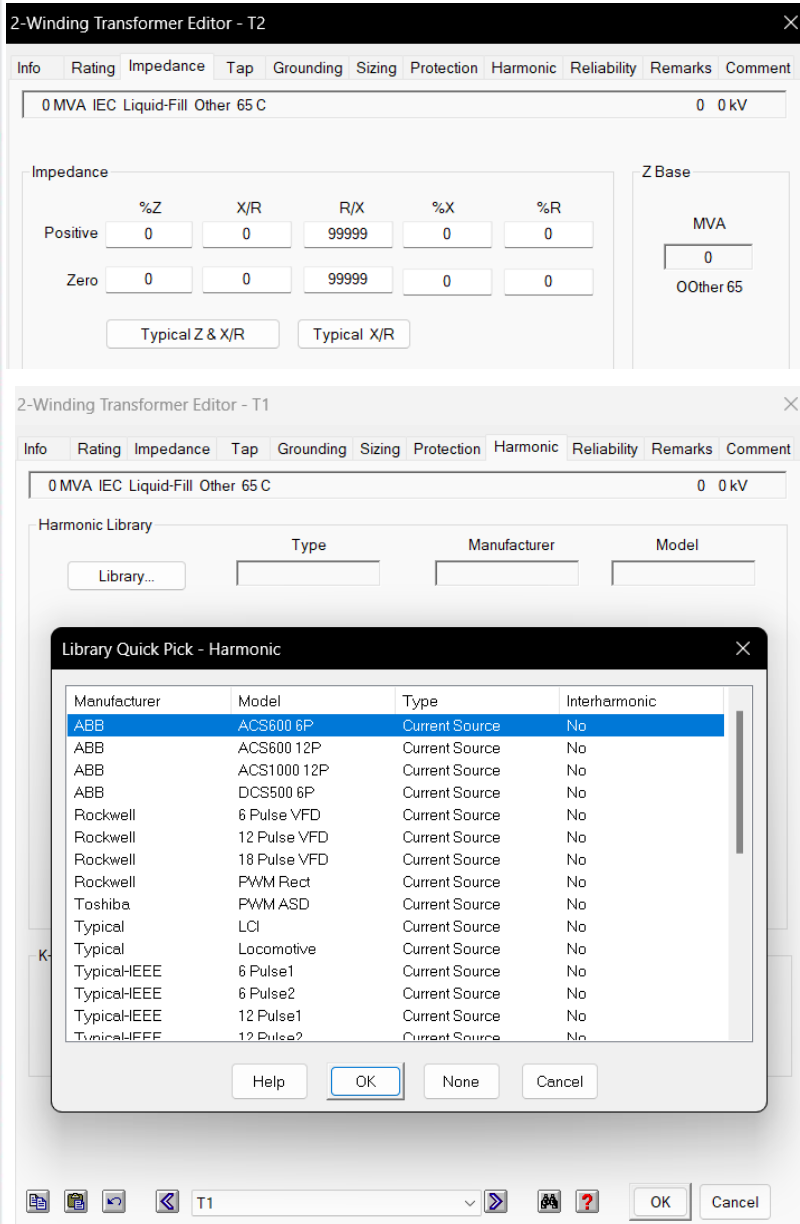 2-Winding Transformer Editor - T2
Info Rating Impedance Tap Grounding Sizing Protection Harmonic Reliability Remarks Comment
0 MVA IEC Liquid-Fill Other 65 C 0 0 kV
Impedance Z Base
%Z X/R R/X %X %R
MVA
Positive 0 0 99999 0 0
0
Zero 0 0 99999 0 0
0Other 65
Typical Z & X/R Typical X/R
2-Winding Transformer Editor - T1
Info Rating Impedance Tap Grounding Sizing Protection Harmonic Reliability Remarks Comment
0 MVA IEC Liquid-Fill Other 65 C 0 0 kV
Harmonic Library
Type Manufacturer Model
Library...
Library Quick Pick - Harmonic
Manufacturer Model Type Interharmonic
ABB ACS600 6P Current Source No
ABB ACS600 12P Current Source No
ABB ACS1000 12P Current Source No
ABB DCS500 6P Current Source No
Rockwell 6 Pulse VFD Current Source No
Rockwell 12 Pulse VFD Current Source No
Rockwell 18 Pulse VFD Current Source No
Rockwell PWM Rect Current Source No
Toshiba PWM ASD Current Source No
Typical LCI Current Source No
Typical Locomotive Current Source No
Typical-IEEE 6 Pulse1 Current Source No
Typical-IEEE 6 Pulse2 Current Source No
Typical-IEEE 12 Pulse1 Current Source No
Typical-IEEE 12 Pulse2 Current Source No
K-
Help OK None Cancel
T1 ? OK Cancel